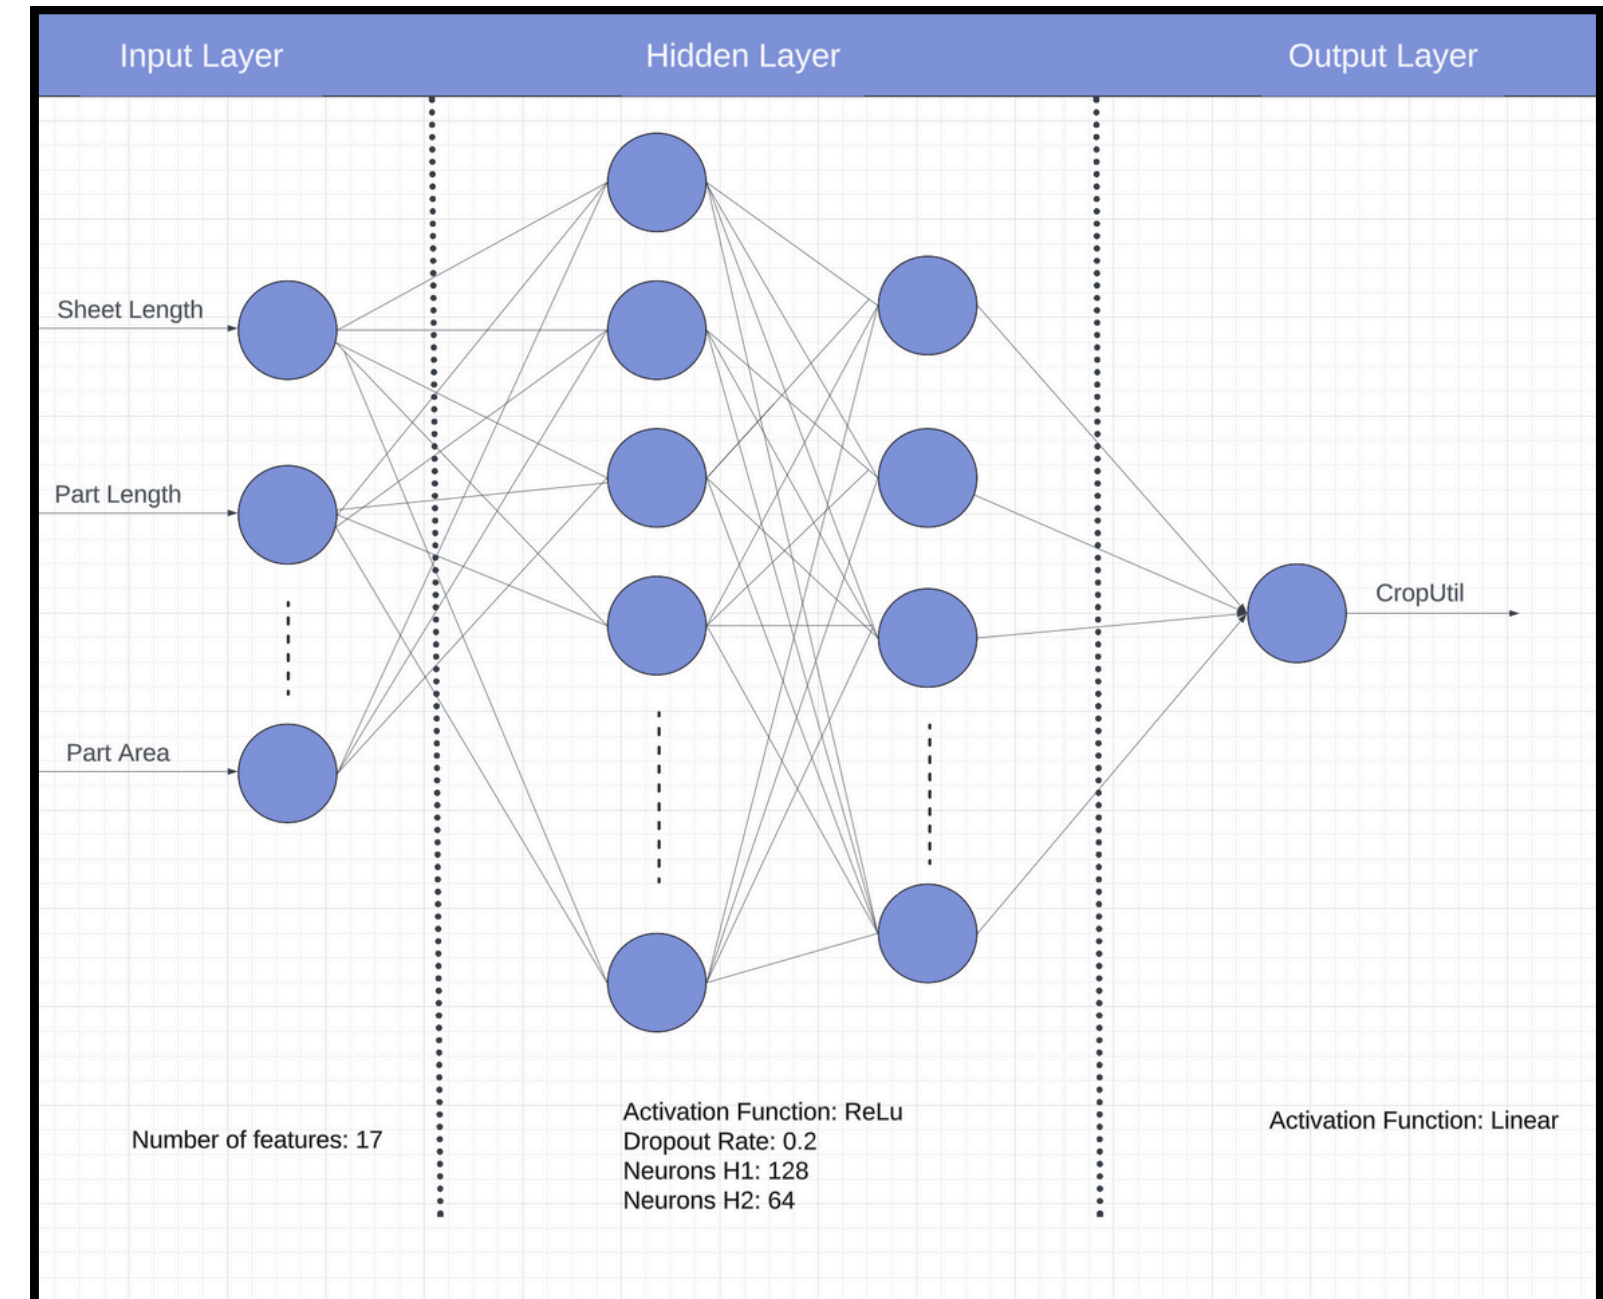 Input Layer
Hidden Layer
Output Layer
Sheet Length
Part Length
Part Area
CropUtil
Number of features: 17
Activation Function: ReLu
Dropout Rate: 0.2
Neurons H1: 128
Neurons H2: 64
Activation Function: Linear